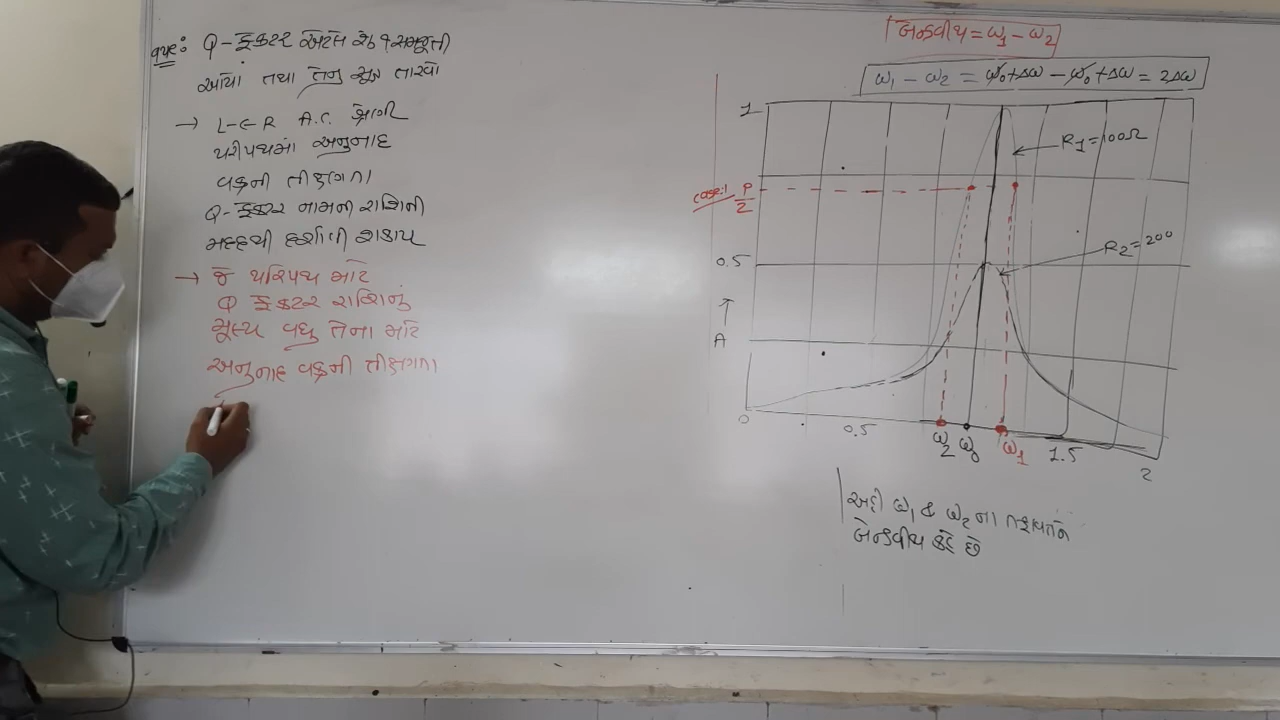 પ્રશ્ન: Q-ફેક્ટર એટલે શું? સમજૂતી
આપો તથા તેનું સૂત્ર તારવો
→ L-C-R A.C. શ્રેણી
પરીપથમાં અનુનાદ
વક્રની તીક્ષ્ણતા
Q-ફેક્ટર નામની રાશિની
મદદથી દર્શાવી શકાય
→ જે પરિપથ માટે
Q ફેક્ટર રાશિનું
મૂલ્ય વધુ તેના માટે
અનુનાદ વક્રની તીક્ષ્ણતા
બેન્ડવીથ = ω₁ - ω₂
ω₁ - ω₂ = ω₀ + Δω - ω₀ + Δω = 2Δω
1
R₁ = 100Ω
case:1 P/2
0.5
R₂ = 200
↑
A
0
0.5
ω₂ ω₀ ω₁ 1.5
2
અહીં ω₁ & ω₂ ના તફાવતને
બેન્ડવીથ કહે છે